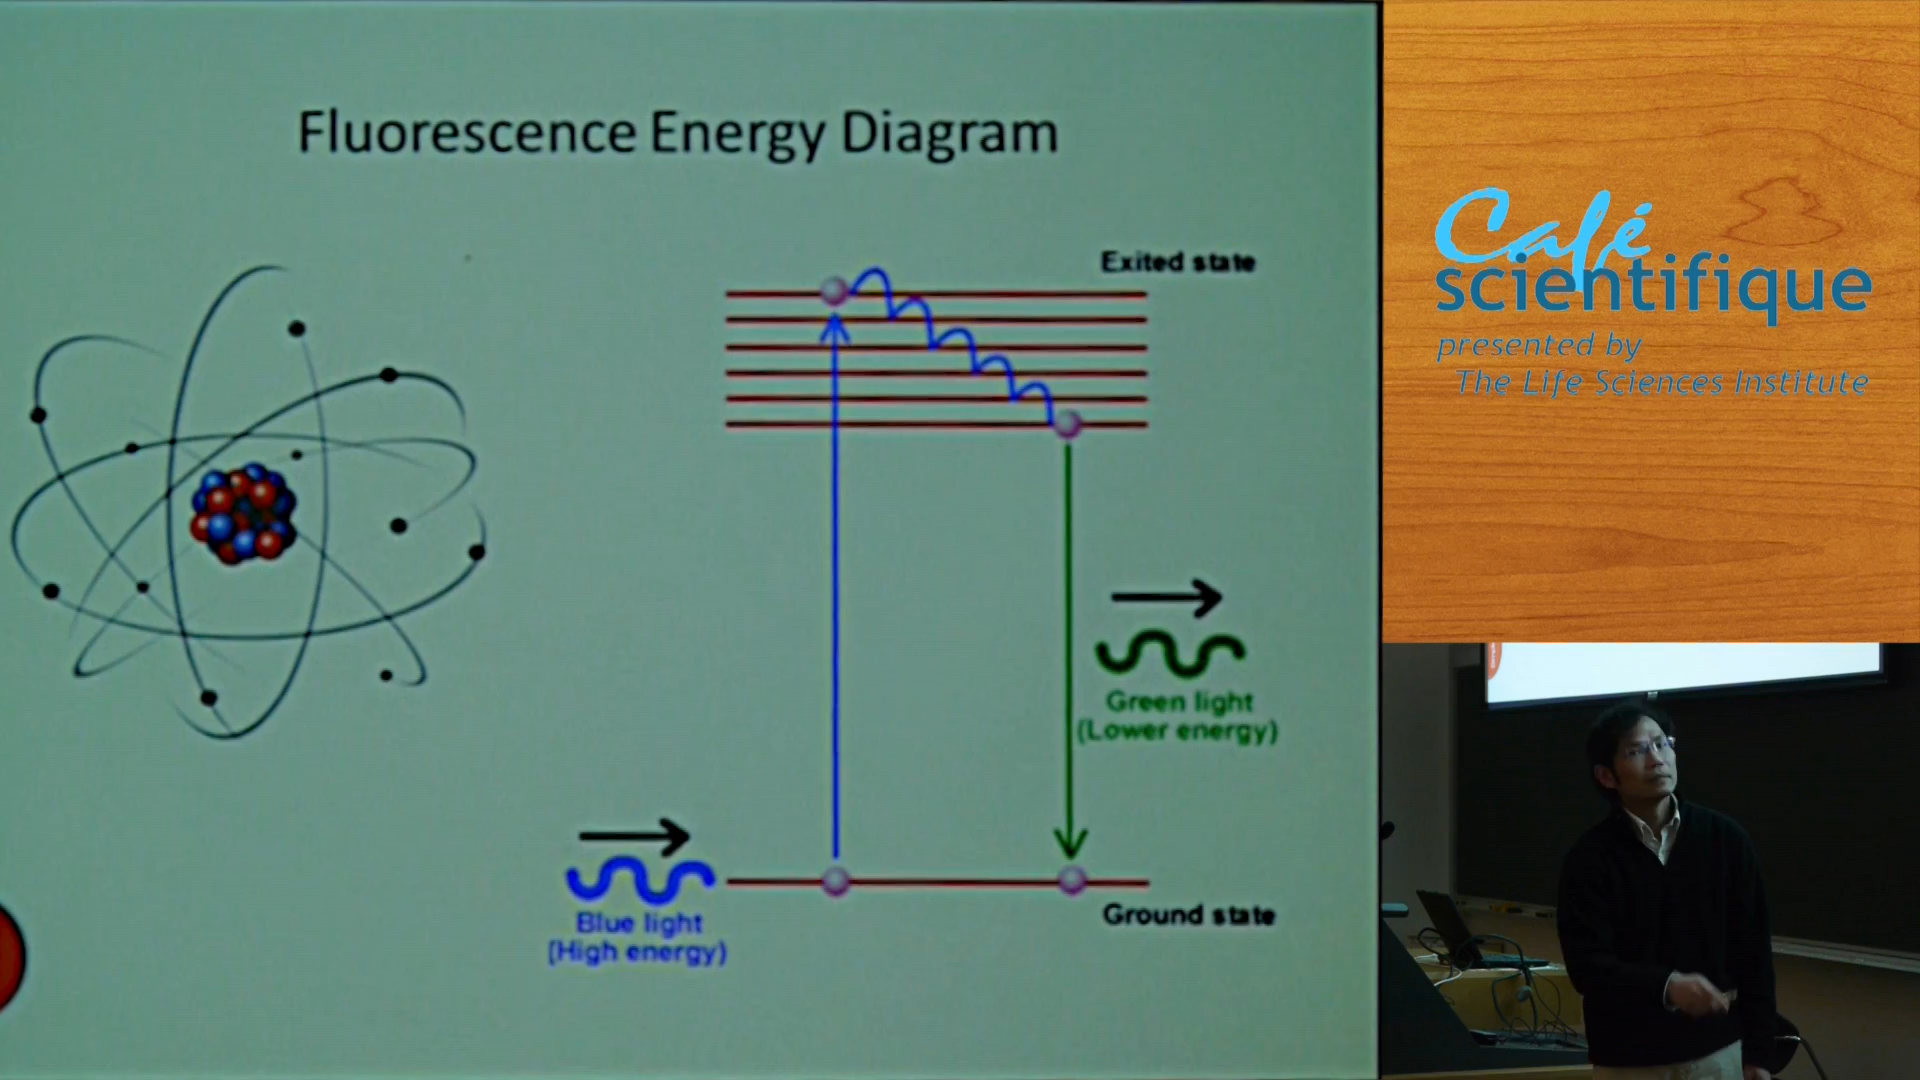 Fluorescence Energy Diagram
Exited state
Green light
(Lower energy)
Blue light
(High energy)
Ground state
Café
scientifique
presented by
The Life Sciences Institute